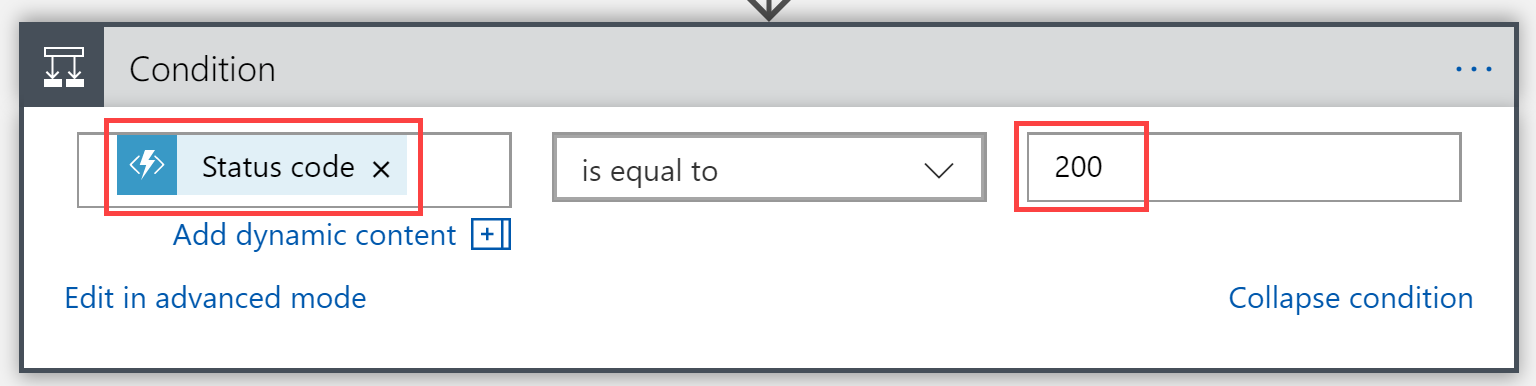 Condition
Status code
is equal to
200
Add dynamic content
Edit in advanced mode
Collapse condition